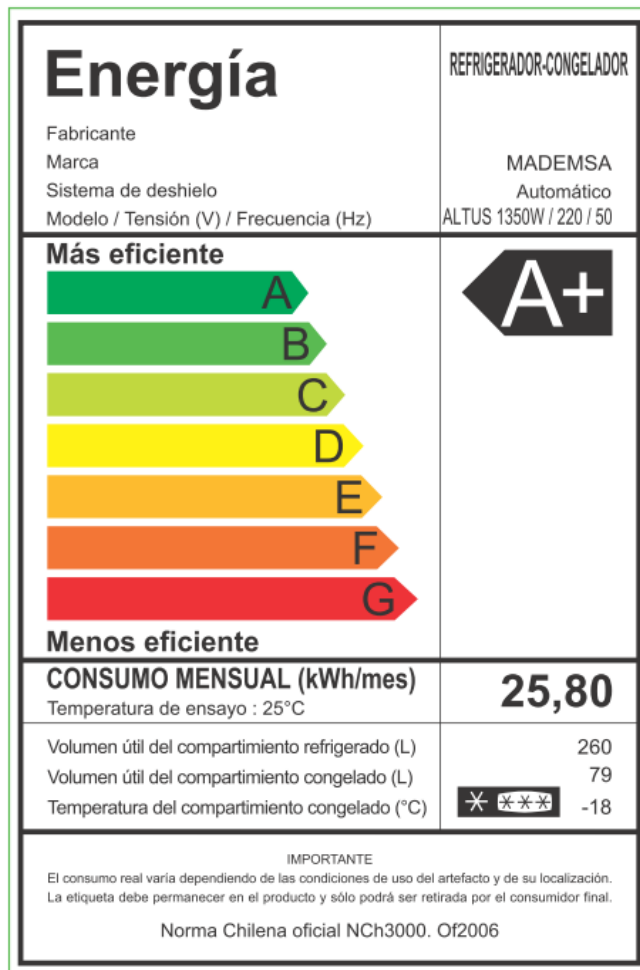 Energía
REFRIGERADOR-CONGELADOR
Fabricante
Marca MADEMSA
Sistema de deshielo Automático
Modelo / Tensión (V) / Frecuencia (Hz) ALTUS 1350W / 220 / 50
Más eficiente
A A+
B
C
D
E
F
G
Menos eficiente
CONSUMO MENSUAL (kWh/mes) 25,80
Temperatura de ensayo : 25°C
Volumen útil del compartimiento refrigerado (L) 260
Volumen útil del compartimiento congelado (L) 79
Temperatura del compartimiento congelado (°C) -18
IMPORTANTE
El consumo real varía dependiendo de las condiciones de uso del artefacto y de su localización.
La etiqueta debe permanecer en el producto y sólo podrá ser retirada por el consumidor final.
Norma Chilena oficial NCh3000. Of2006